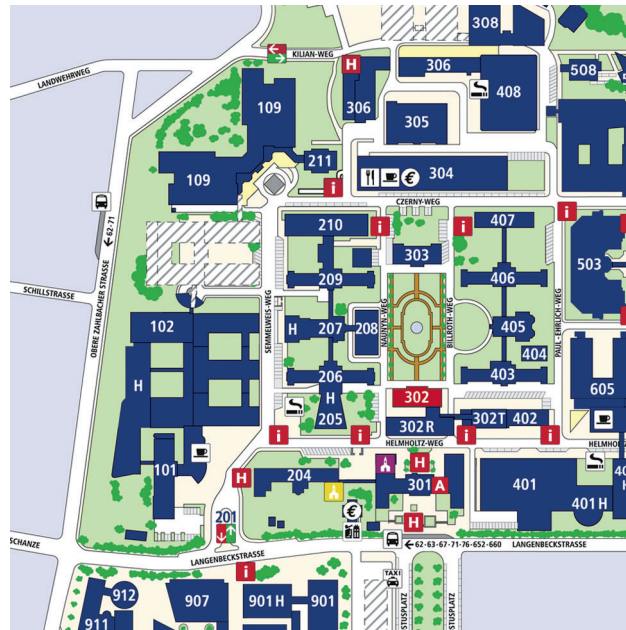 308
KILIAN-WEG
LANDWEHRWEG
H
306
508
109
408
306
305
211
109
304
€
i
CZERNY-WEG
62-71
210
i
407
i
i
303
503
209
406
SCHILLSTRASSE
OBERE ZAHLBACHER STRASSE
SEMMELWEIS-WEG
NAUNYN-WEG
BILLROTH-WEG
PAUL-EHRLICH-WEG
102
H
207
208
405
404
206
403
H
H
605
302
205
302 R
302T
402
i
i
i
i
HELMHOLTZ-WEG
HELMHO
101
H
204
H
301
A
401
401 H
H
201
€
SCHANZE
62-63-67-71-76-652-660
LANGENBECKSTRASSE
LANGENBECKSTRASSE
i
TAXI
912
907
901 H
901
911
USTUSPLATZ
USTUSPLATZ